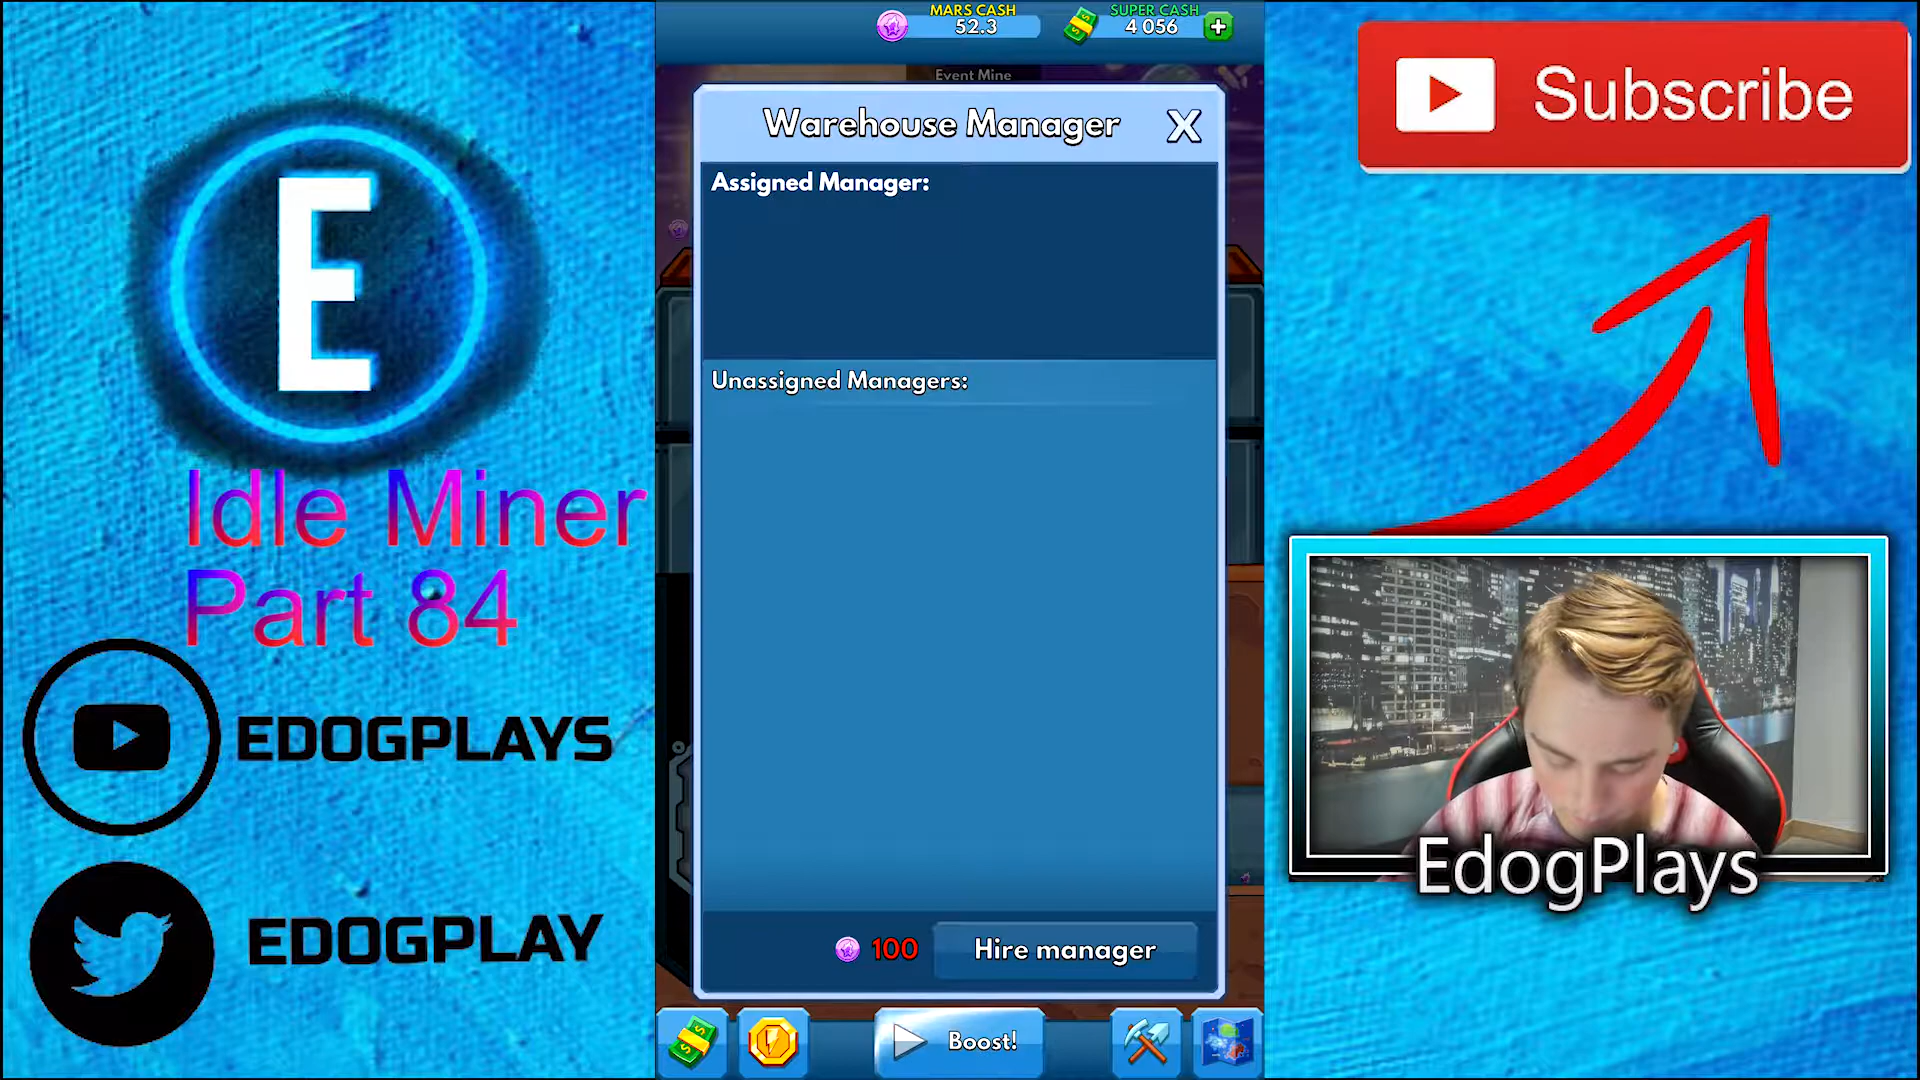 E
Idle Miner
Part 84
EDOGPLAYS
EDOGPLAY
MARS CASH
52.3
SUPER CASH
4 056
Event Mine
Warehouse Manager
X
Assigned Manager:
Unassigned Managers:
100
Hire manager
Boost!
Subscribe
EdogPlays